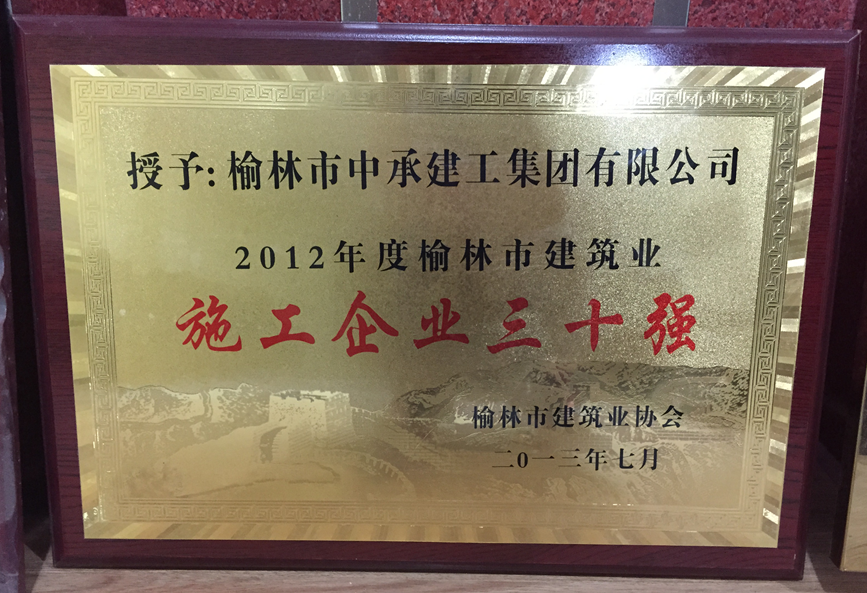 授予:榆林市中承建工集团有限公司
2012年度榆林市建筑业
施工企业三十强
榆林市建筑业协会
二0一三年七月